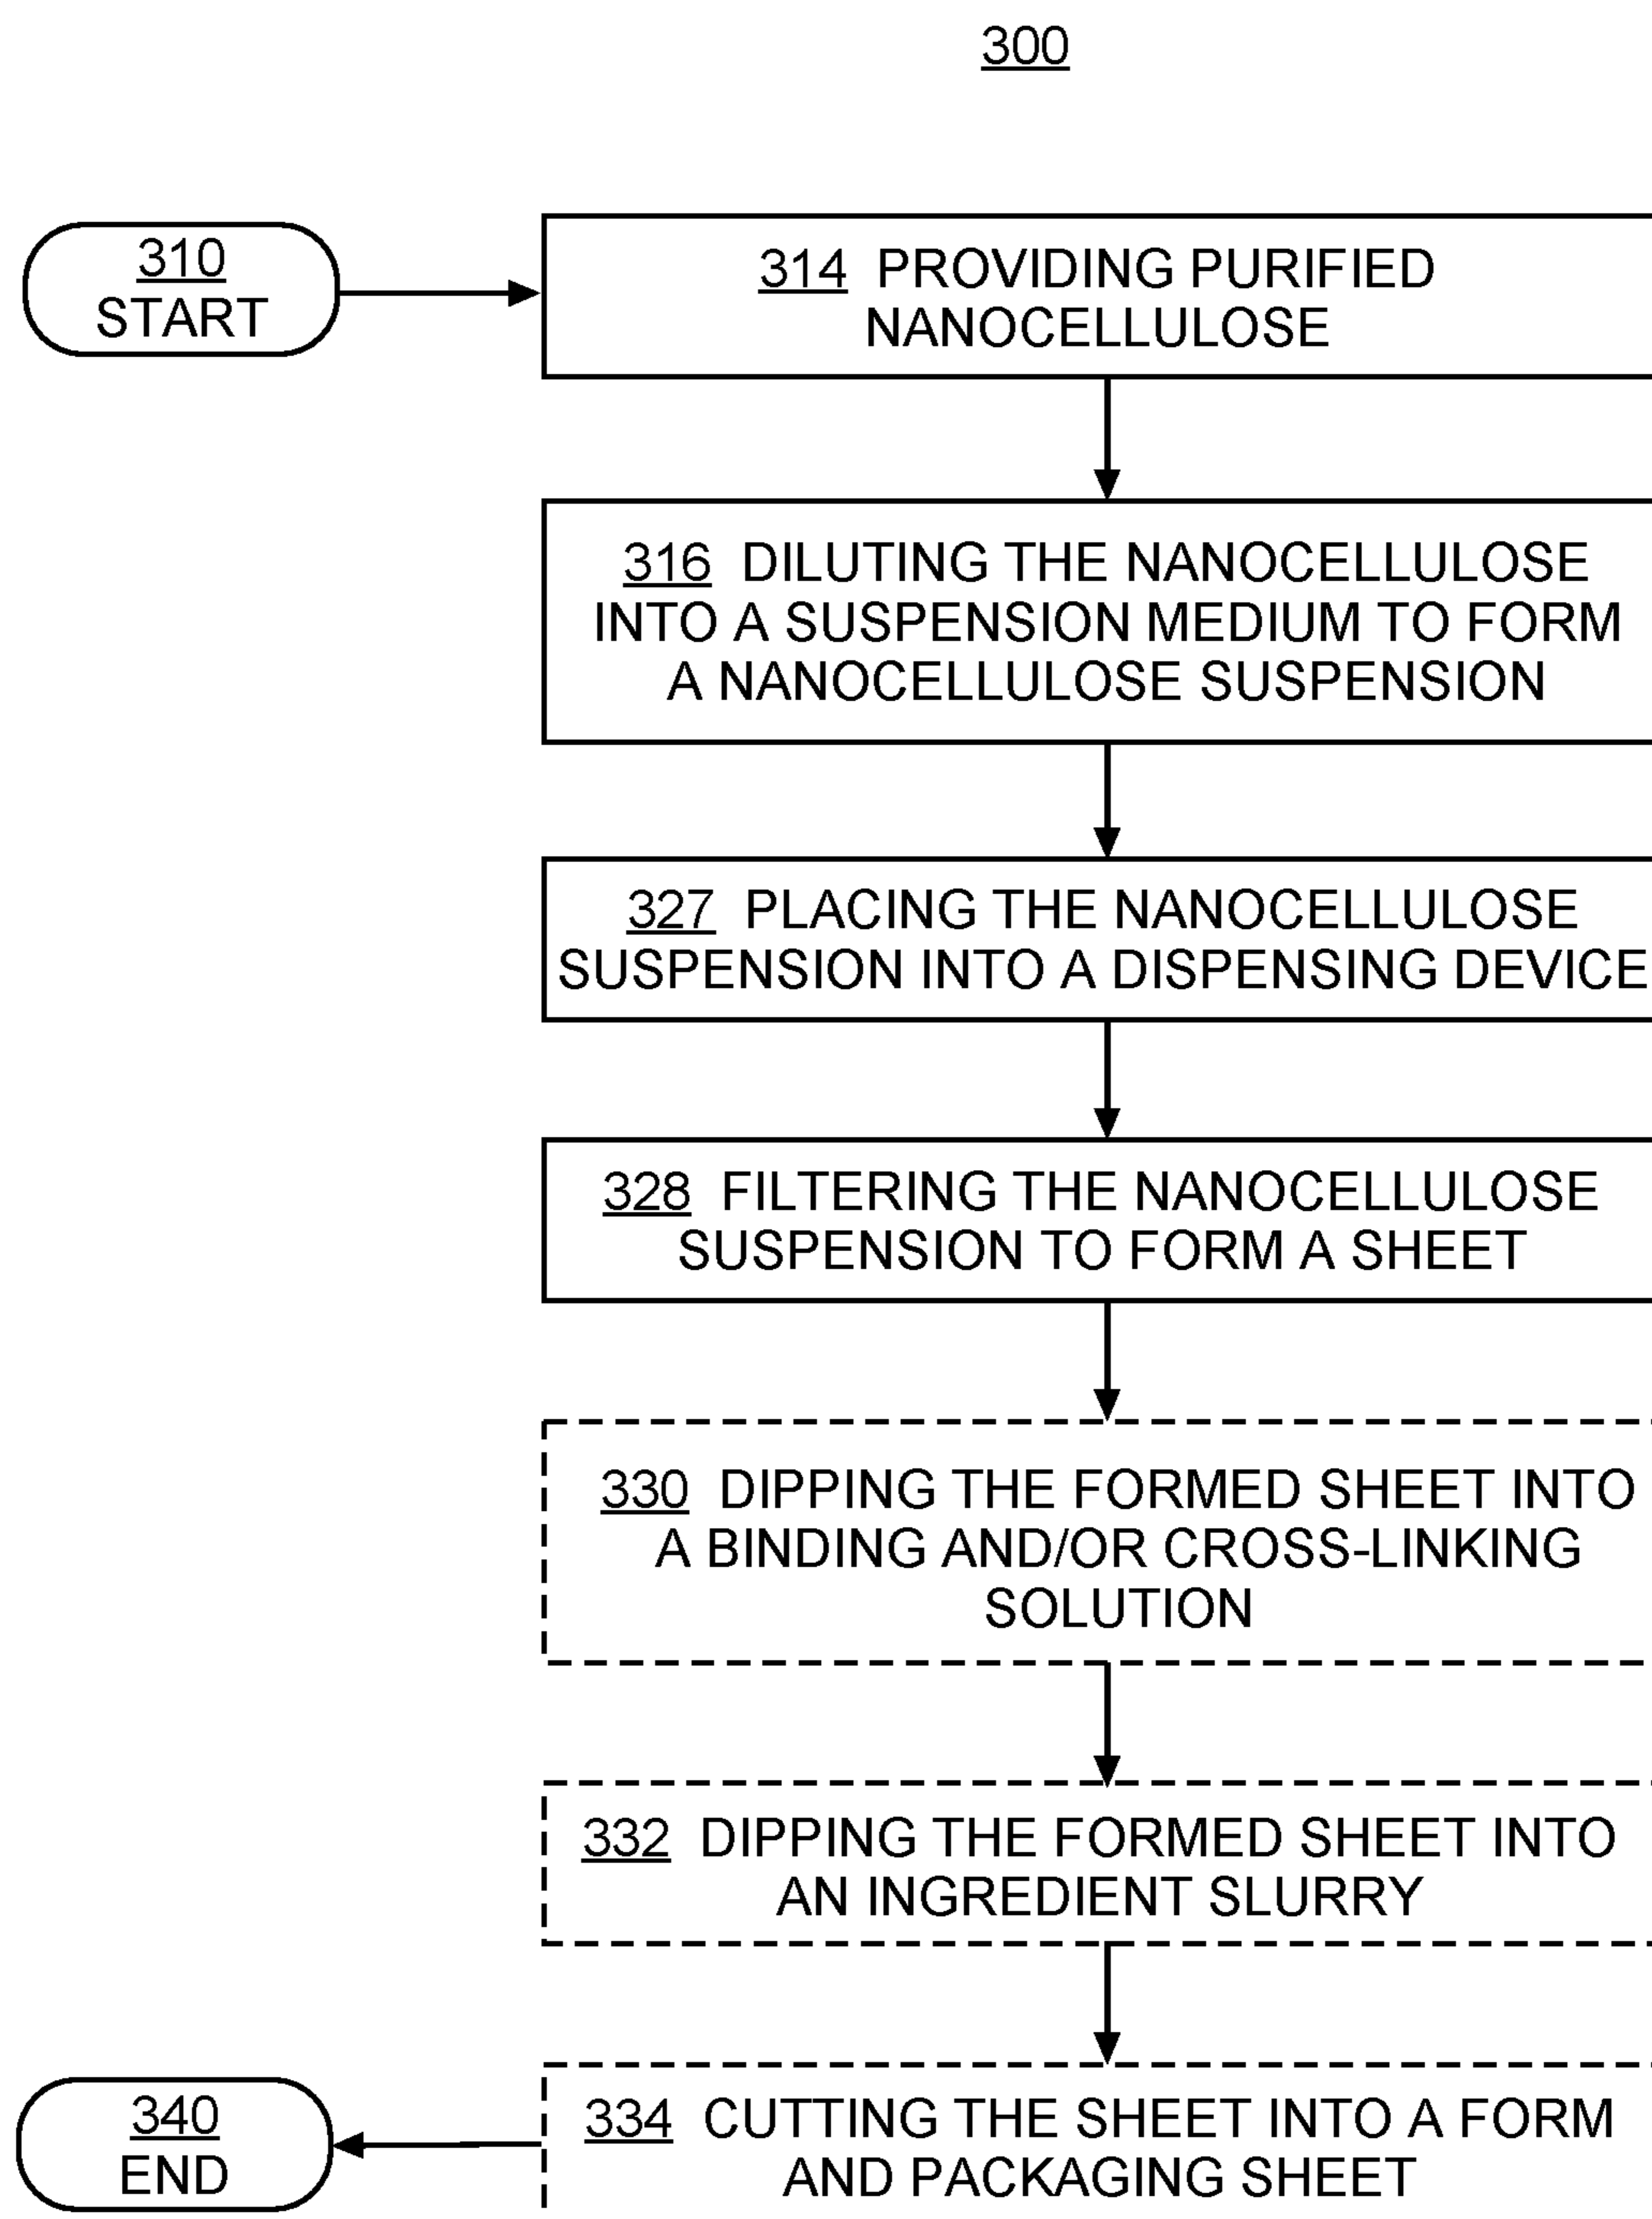 300
310
START
314 PROVIDING PURIFIED
NANOCELLULOSE
316 DILUTING THE NANOCELLULOSE
INTO A SUSPENSION MEDIUM TO FORM
A NANOCELLULOSE SUSPENSION
327 PLACING THE NANOCELLULOSE
SUSPENSION INTO A DISPENSING DEVICE
328 FILTERING THE NANOCELLULOSE
SUSPENSION TO FORM A SHEET
330 DIPPING THE FORMED SHEET INTO
A BINDING AND/OR CROSS-LINKING
SOLUTION
332 DIPPING THE FORMED SHEET INTO
AN INGREDIENT SLURRY
334 CUTTING THE SHEET INTO A FORM
AND PACKAGING SHEET
340
END